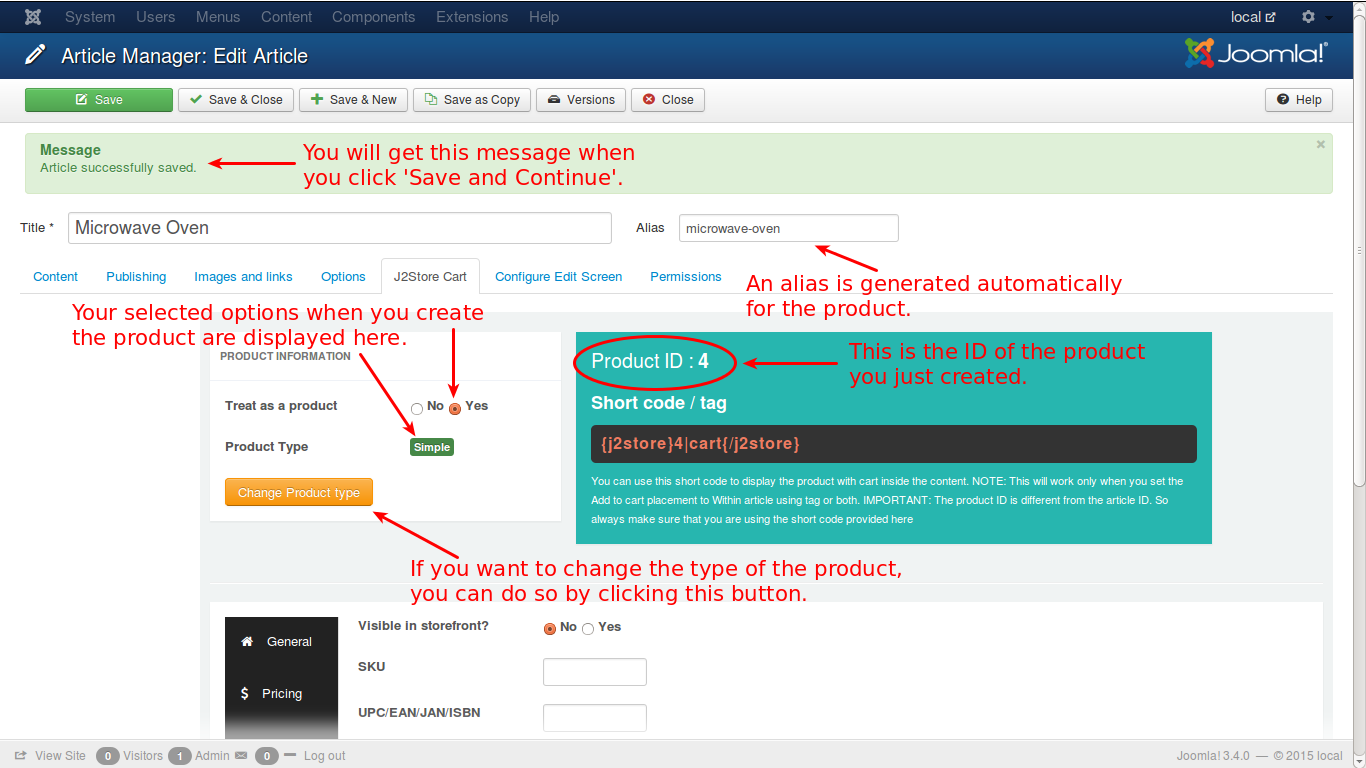 System Users Menus Content Components Extensions Help local
Article Manager: Edit Article Joomla!®
Save Save & Close Save & New Save as Copy Versions Close Help
Message
Article successfully saved.
×
You will get this message when
you click 'Save and Continue'.
Title * Microwave Oven Alias microwave-oven
Content Publishing Images and links Options J2Store Cart Configure Edit Screen Permissions
An alias is generated automatically
for the product.
Your selected options when you create
the product are displayed here.
PRODUCT INFORMATION
Treat as a product No Yes
Product Type Simple
Change Product type
Product ID : 4
This is the ID of the product
you just created.
Short code / tag
{j2store}4|cart{/j2store}
You can use this short code to display the product with cart inside the content. NOTE: This will work only when you set the
Add to cart placement to Within article using tag or both. IMPORTANT: The product ID is different from the article ID. So
always make sure that you are using the short code provided here
If you want to change the type of the product,
you can do so by clicking this button.
General
$ Pricing
Visible in storefront? No Yes
SKU
UPC/EAN/JAN/ISBN
View Site 0 Visitors 1 Admin 0 Log out Joomla! 3.4.0 — © 2015 local